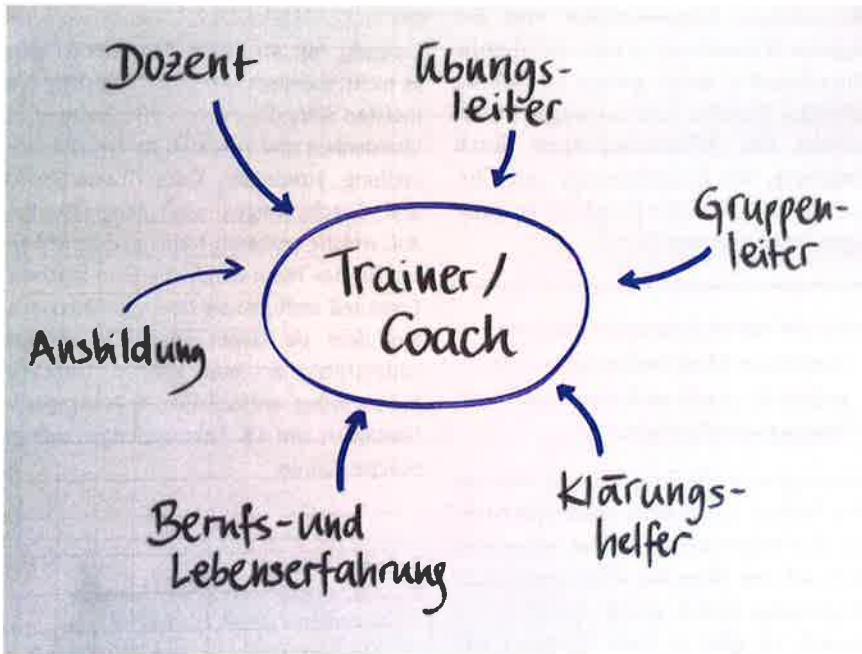 Dozent
Übungs-
leiter
Gruppen-
leiter
Trainer/
Coach
Ausbildung
Klärungs-
helfer
Berufs- und
Lebenserfahrung